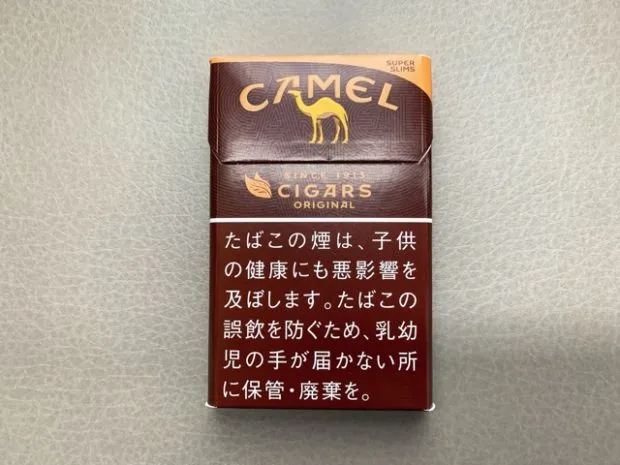 SUPER
SLIMS
CAMEL
SINCE 1913
CIGARS
ORIGINAL
たばこの煙は、子供
の健康にも悪影響を
及ぼします。たばこの
誤飲を防ぐため、乳幼
児の手が届かない所
に保管・廃棄を。